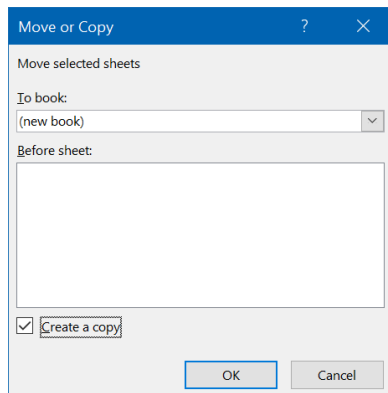 Move or Copy ?
Move selected sheets
To book:
(new book)
Before sheet:
Create a copy
OK Cancel